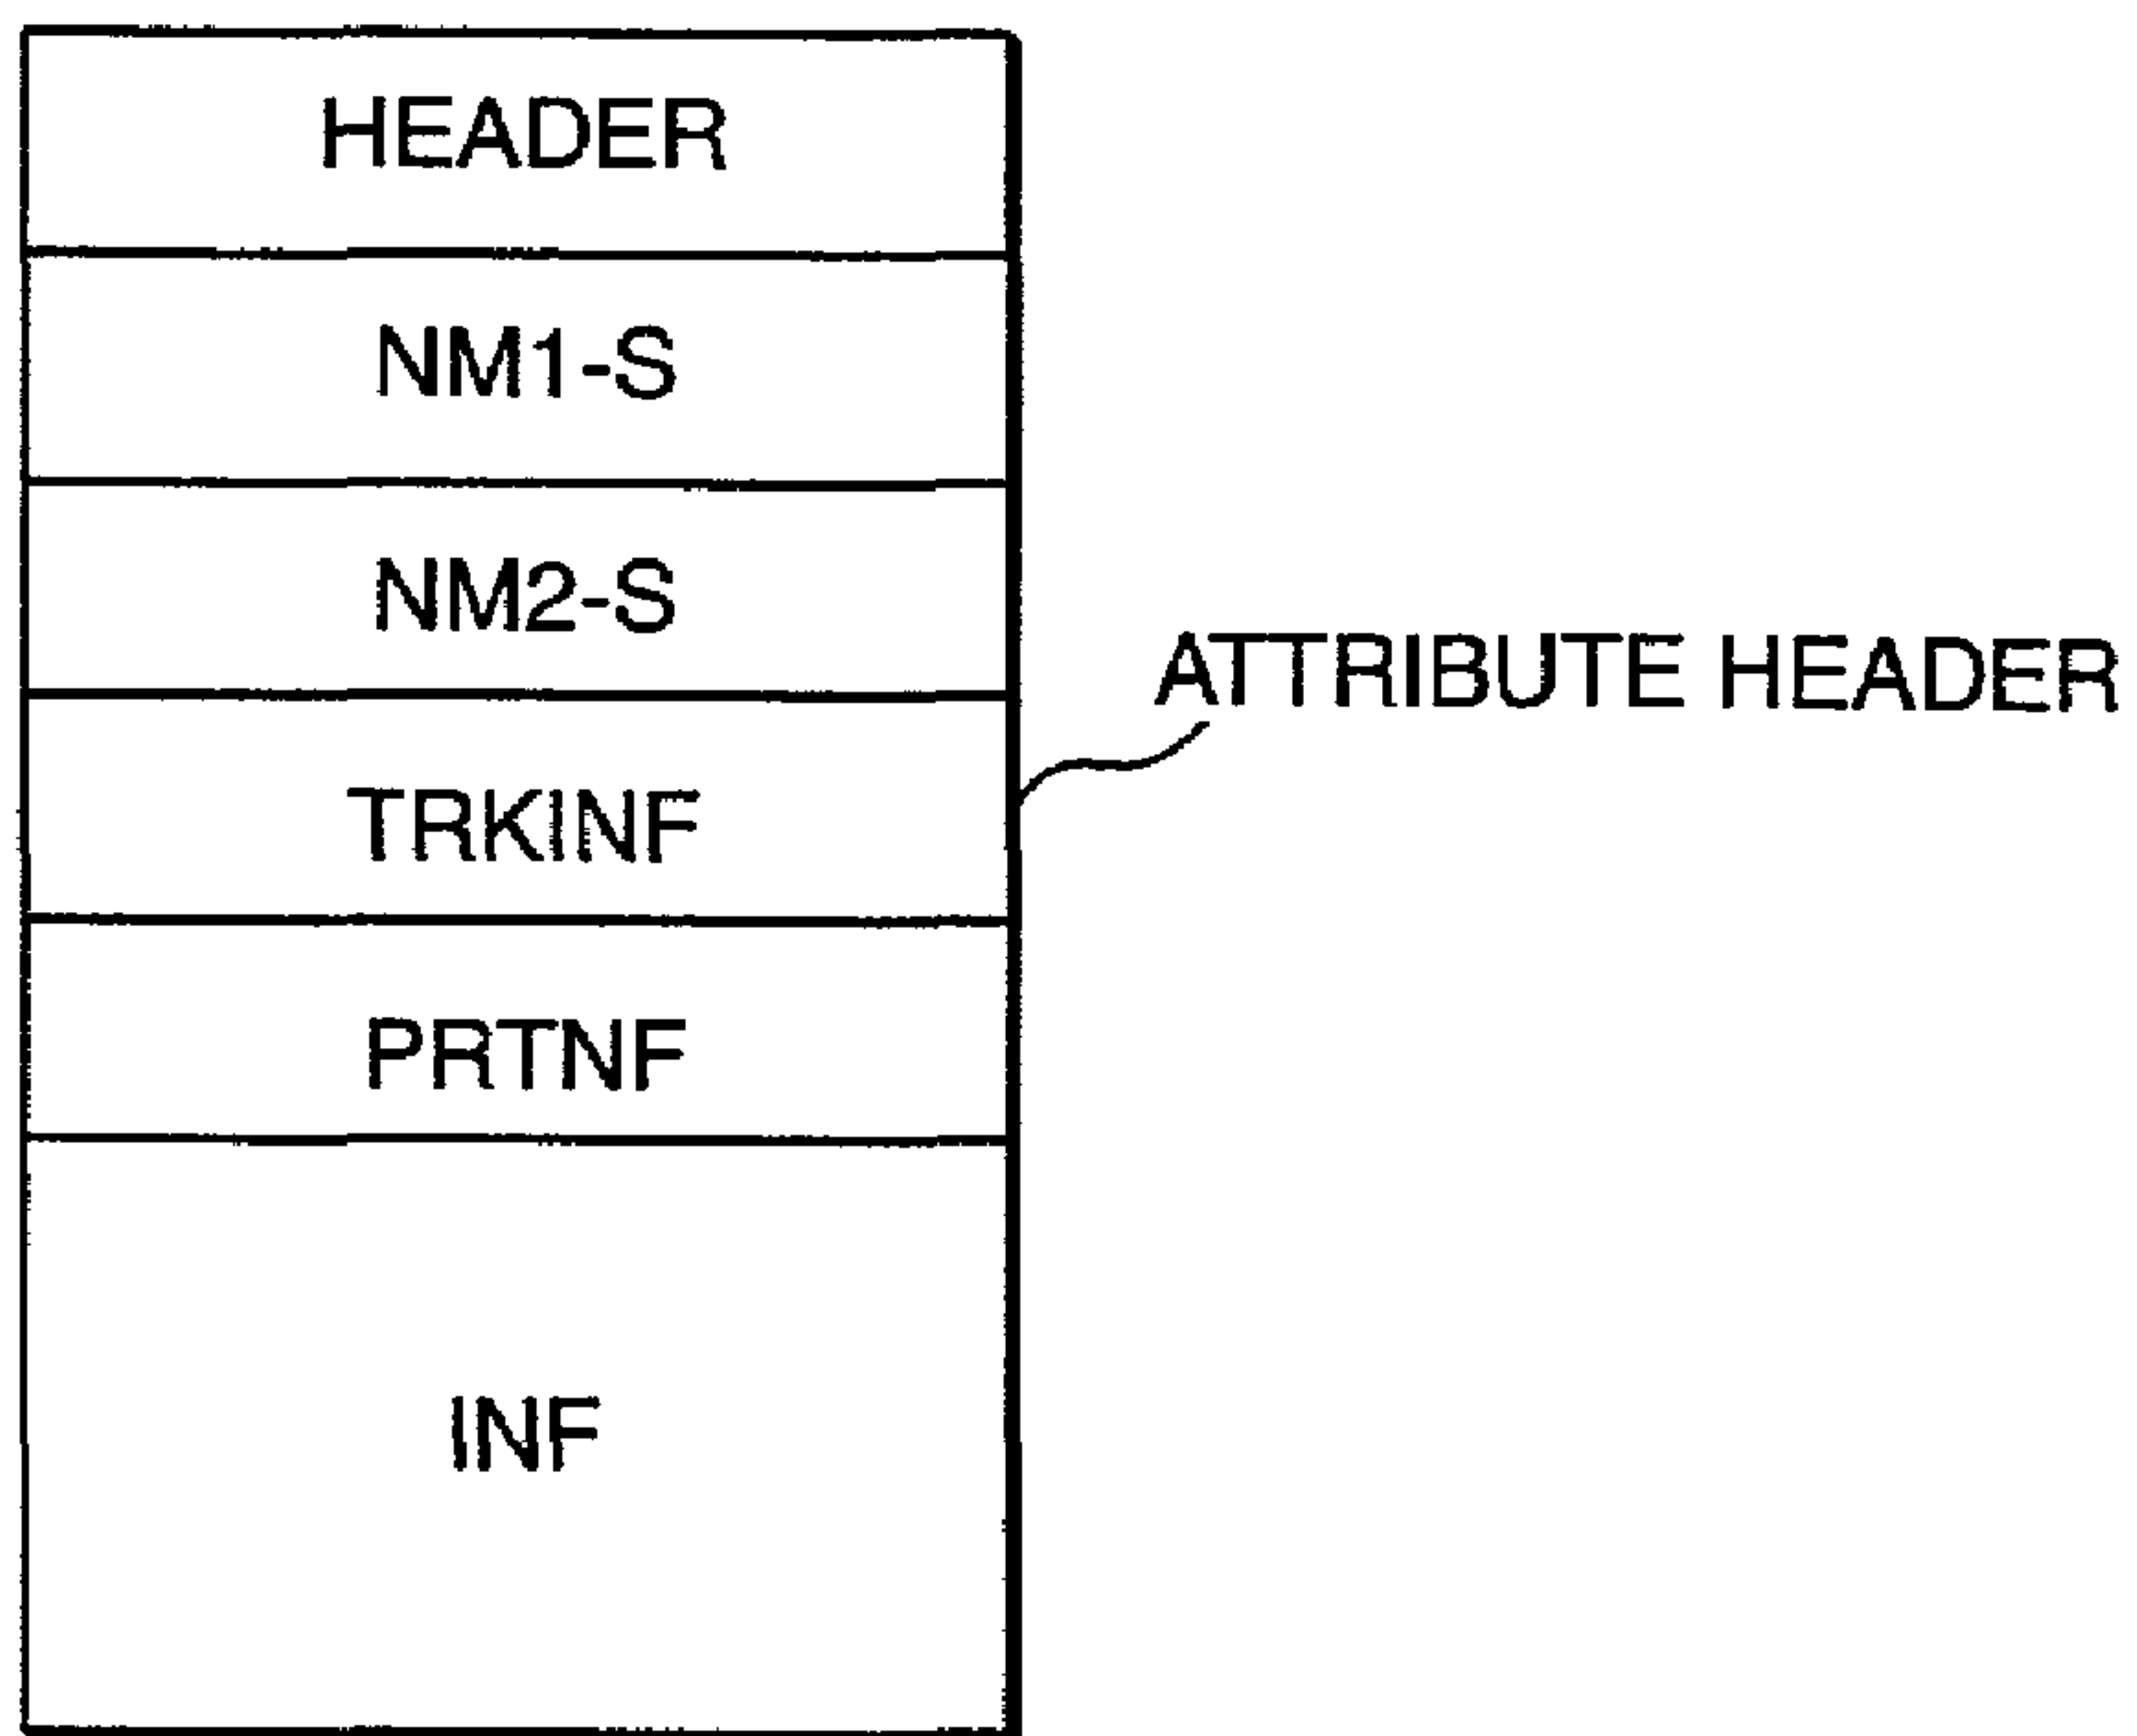 HEADER
NM1-S
NM2-S
ATTRIBUTE HEADER
TRKINF
PRTNF
INF